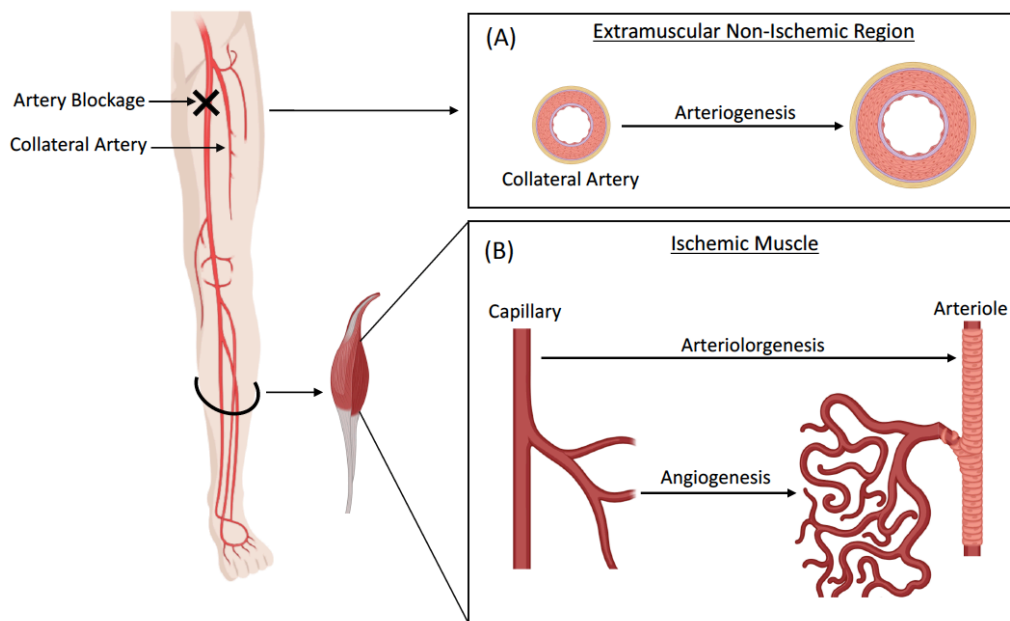 Artery Blockage
Collateral Artery
(A)
Extramuscular Non-Ischemic Region
Arteriogenesis
Collateral Artery
(B)
Ischemic Muscle
Capillary
Arteriole
Arteriolorgenesis
Angiogenesis